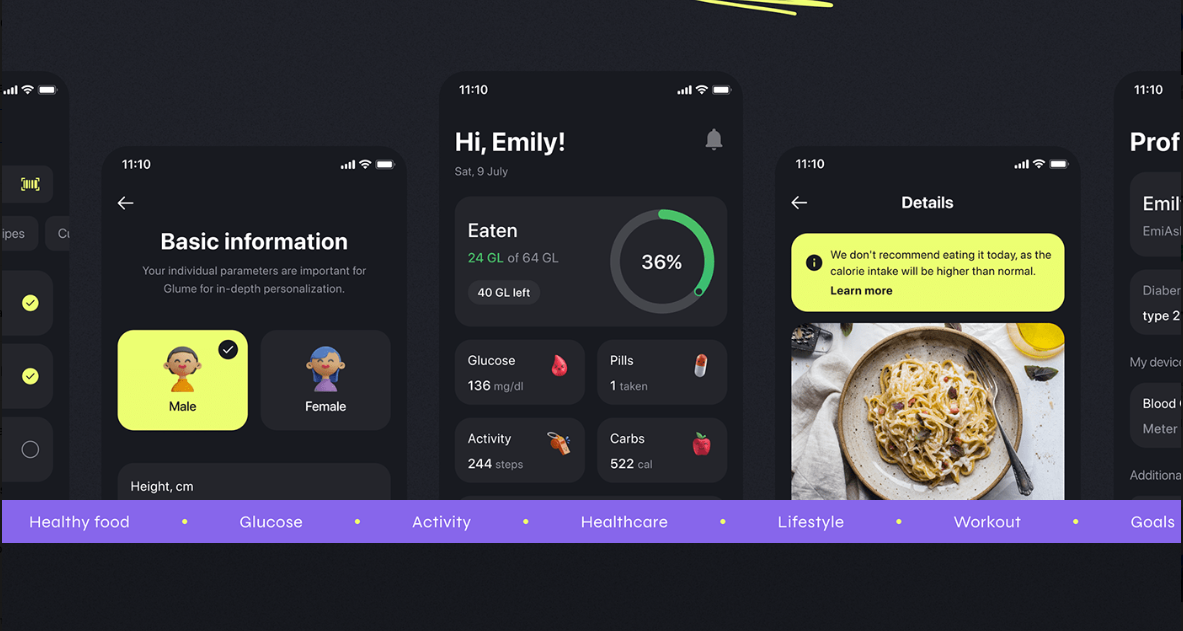 ipes
Cu
11:10
Basic information
Your individual parameters are important for
Glume for in-depth personalization.
Male
Female
Height, cm
11:10
Hi, Emily!
Sat, 9 July
Eaten
24 GL of 64 GL
40 GL left
36%
Glucose
136 mg/dl
Pills
1 taken
Activity
244 steps
Carbs
522 cal
11:10
Details
We don't recommend eating it today, as the
calorie intake will be higher than normal.
Learn more
11:10
Prof
Emil
EmiAsl
Diaber
type 2
My device
Blood
Meter
Additiona
Healthy food • Glucose • Activity • Healthcare • Lifestyle • Workout • Goals